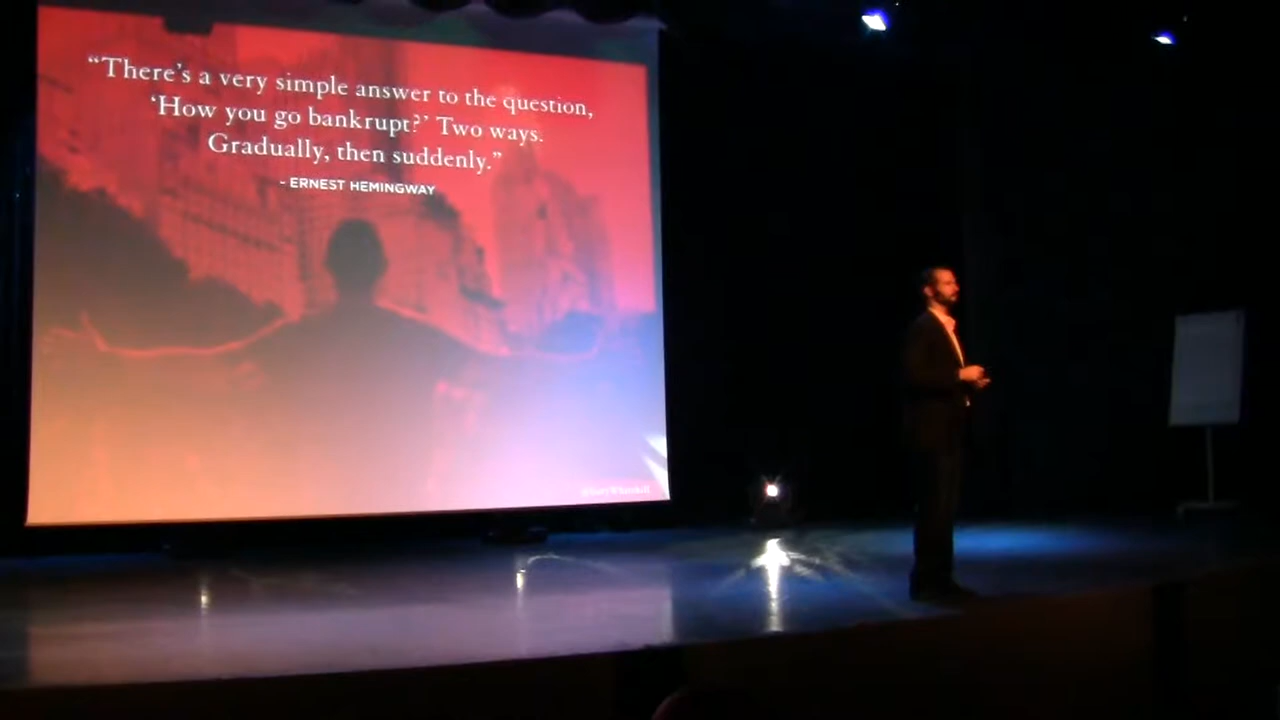 “There’s a very simple answer to the question,
‘How you go bankrupt?’ Two ways.
Gradually, then suddenly.”
- ERNEST HEMINGWAY